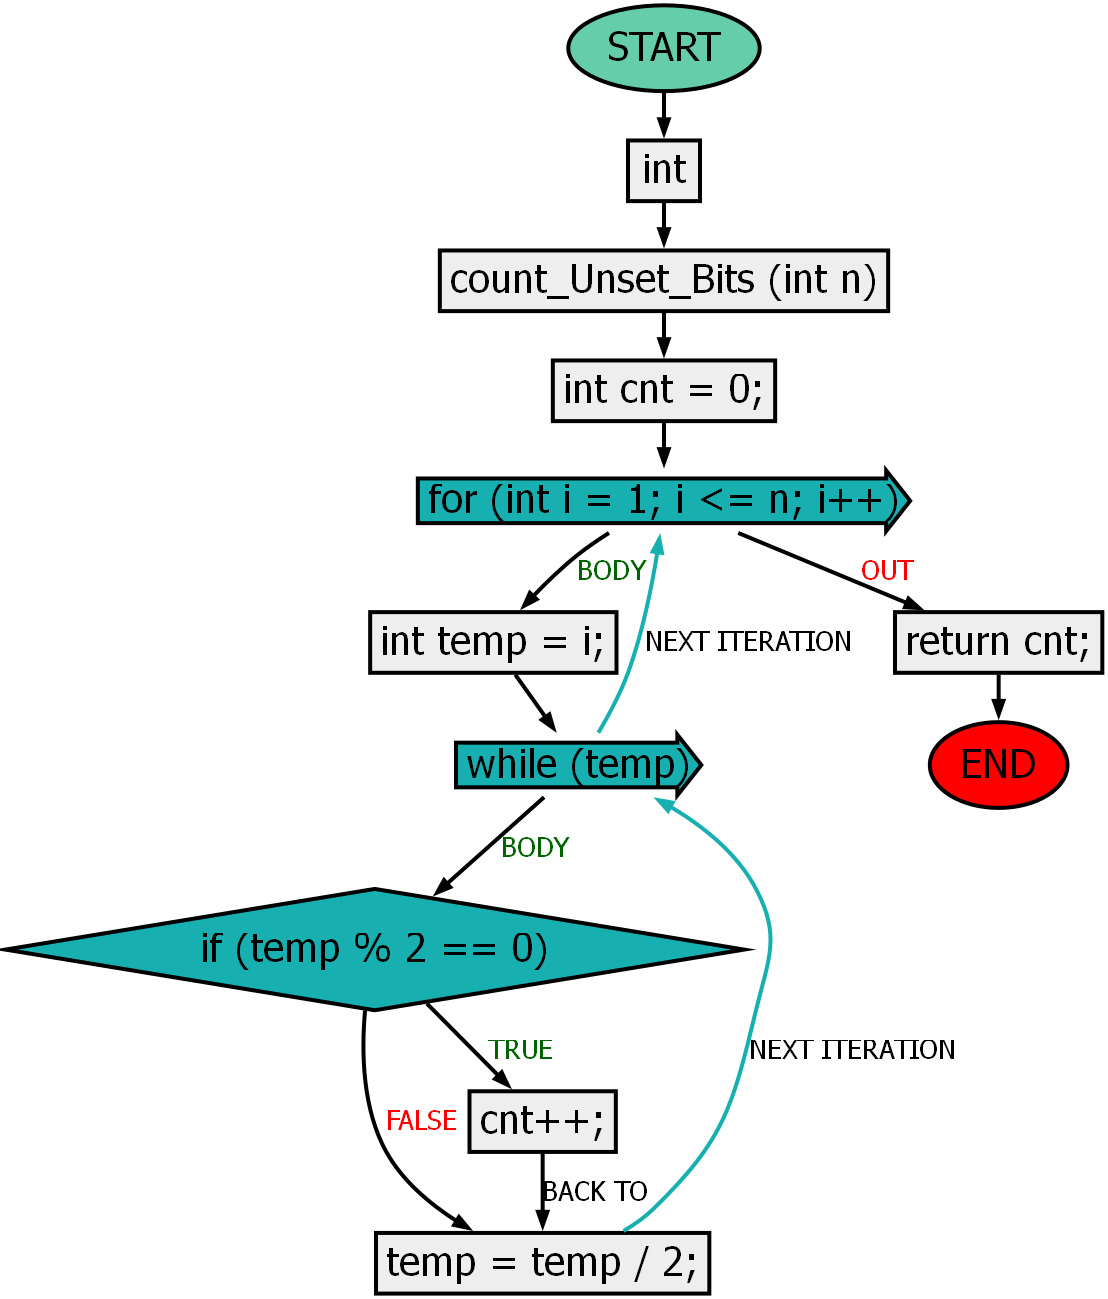 START
int
count_Unset_Bits (int n)
int cnt = 0;
for (int i = 1; i <= n; i++)
BODY
OUT
int temp = i;
NEXT ITERATION
return cnt;
while (temp)
END
BODY
if (temp % 2 == 0)
TRUE
NEXT ITERATION
FALSE
cnt++;
BACK TO
temp = temp / 2;